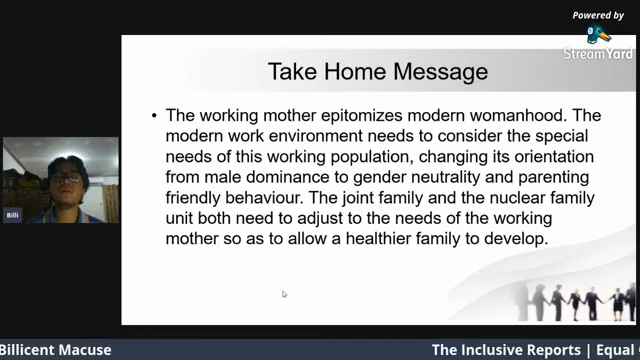 Powered by
StreamYard
Take Home Message
• The working mother epitomizes modern womanhood. The
modern work environment needs to consider the special
needs of this working population, changing its orientation
from male dominance to gender neutrality and parenting
friendly behaviour. The joint family and the nuclear family
unit both need to adjust to the needs of the working
mother so as to allow a healthier family to develop.
Billi
Billicent Macuse
The Inclusive Reports | Equal